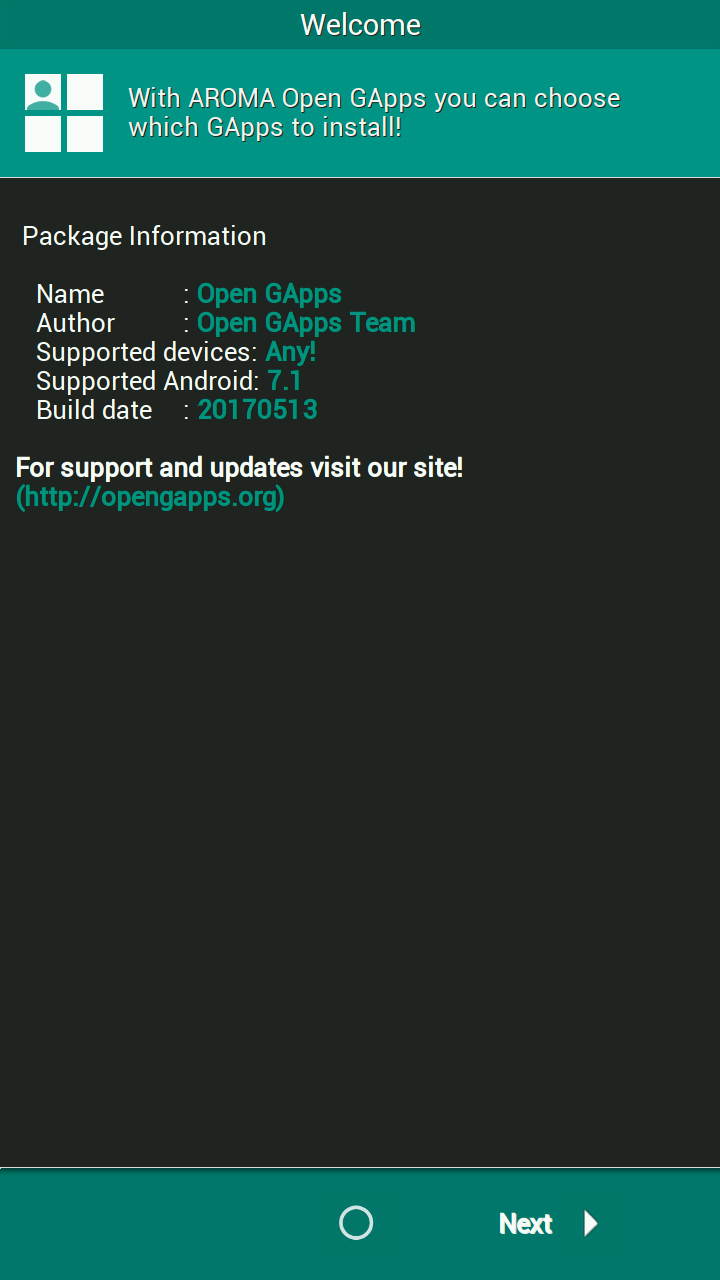 Welcome
With AROMA Open GApps you can choose
which GApps to install!
Package Information
Name : Open GApps
Author : Open GApps Team
Supported devices: Any!
Supported Android: 7.1
Build date : 20170513
For support and updates visit our site!
(http://opengapps.org)
Next